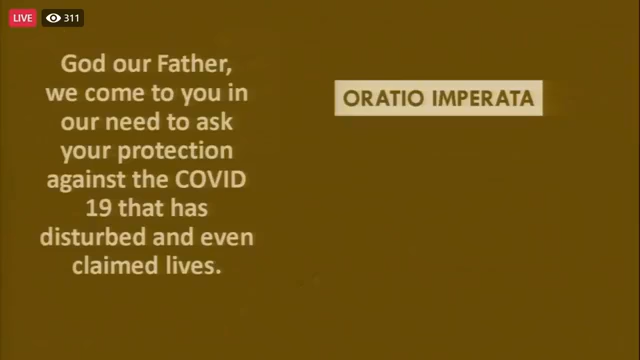 LIVE
311
God our Father,
we come to you in
our need to ask
your protection
against the COVID
19 that has
disturbed and even
claimed lives.
ORATIO IMPERATA